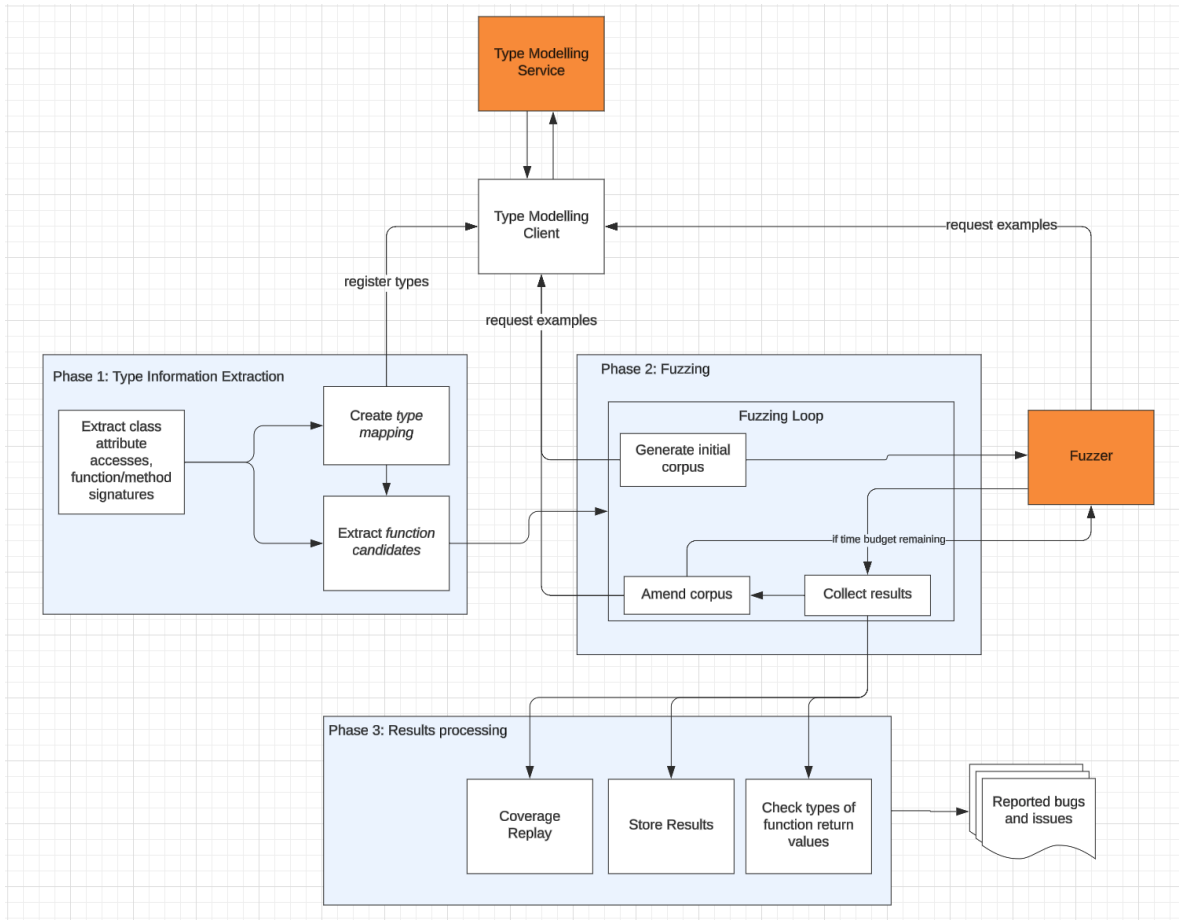 Type Modelling
Service
Type Modelling
Client
request examples
register types
request examples
Phase 1: Type Information Extraction
Extract class
attribute
accesses,
function/method
signatures
Create type
mapping
Extract function
candidates
Phase 2: Fuzzing
Fuzzing Loop
Generate initial
corpus
Fuzzer
if time budget remaining
Amend corpus
Collect results
Phase 3: Results processing
Coverage
Replay
Store Results
Check types of
function return
values
Reported bugs
and issues